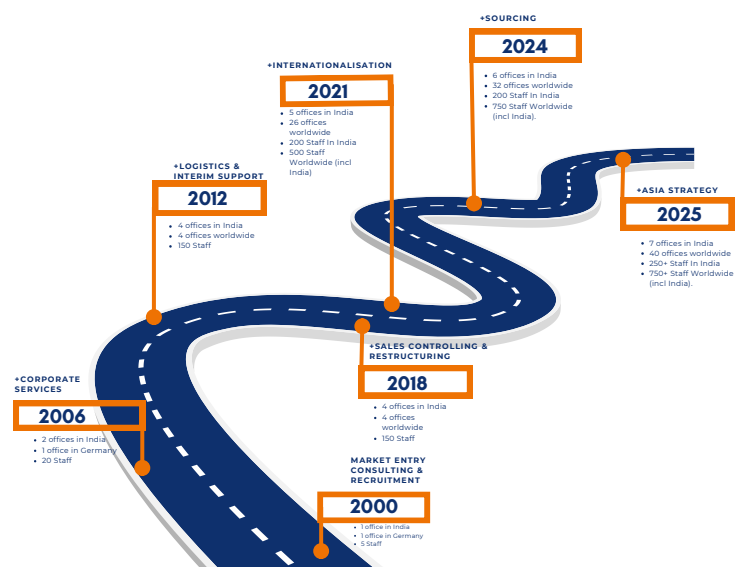 +SOURCING
2024
• 6 offices in India
• 32 offices worldwide
• 200 Staff In India
• 750 Staff Worldwide
(incl India).
+INTERNATIONALISATION
2021
• 5 offices in India
• 26 offices
worldwide
• 200 Staff In India
• 500 Staff
Worldwide (incl
India)
+LOGISTICS &
INTERIM SUPPORT
2012
• 4 offices in India
• 4 offices worldwide
• 150 Staff
+ASIA STRATEGY
2025
• 7 offices in India
• 40 offices worldwide
• 250+ Staff In India
• 750+ Staff Worldwide
(incl India).
+SALES CONTROLLING &
RESTRUCTURING
2018
• 4 offices in India
• 4 offices
worldwide
• 150 Staff
+CORPORATE
SERVICES
2006
• 2 offices in India
• 1 office in Germany
• 20 Staff
MARKET ENTRY
CONSULTING &
RECRUITMENT
2000
• 1 office in India
• 1 office in Germany
• 5 Staff